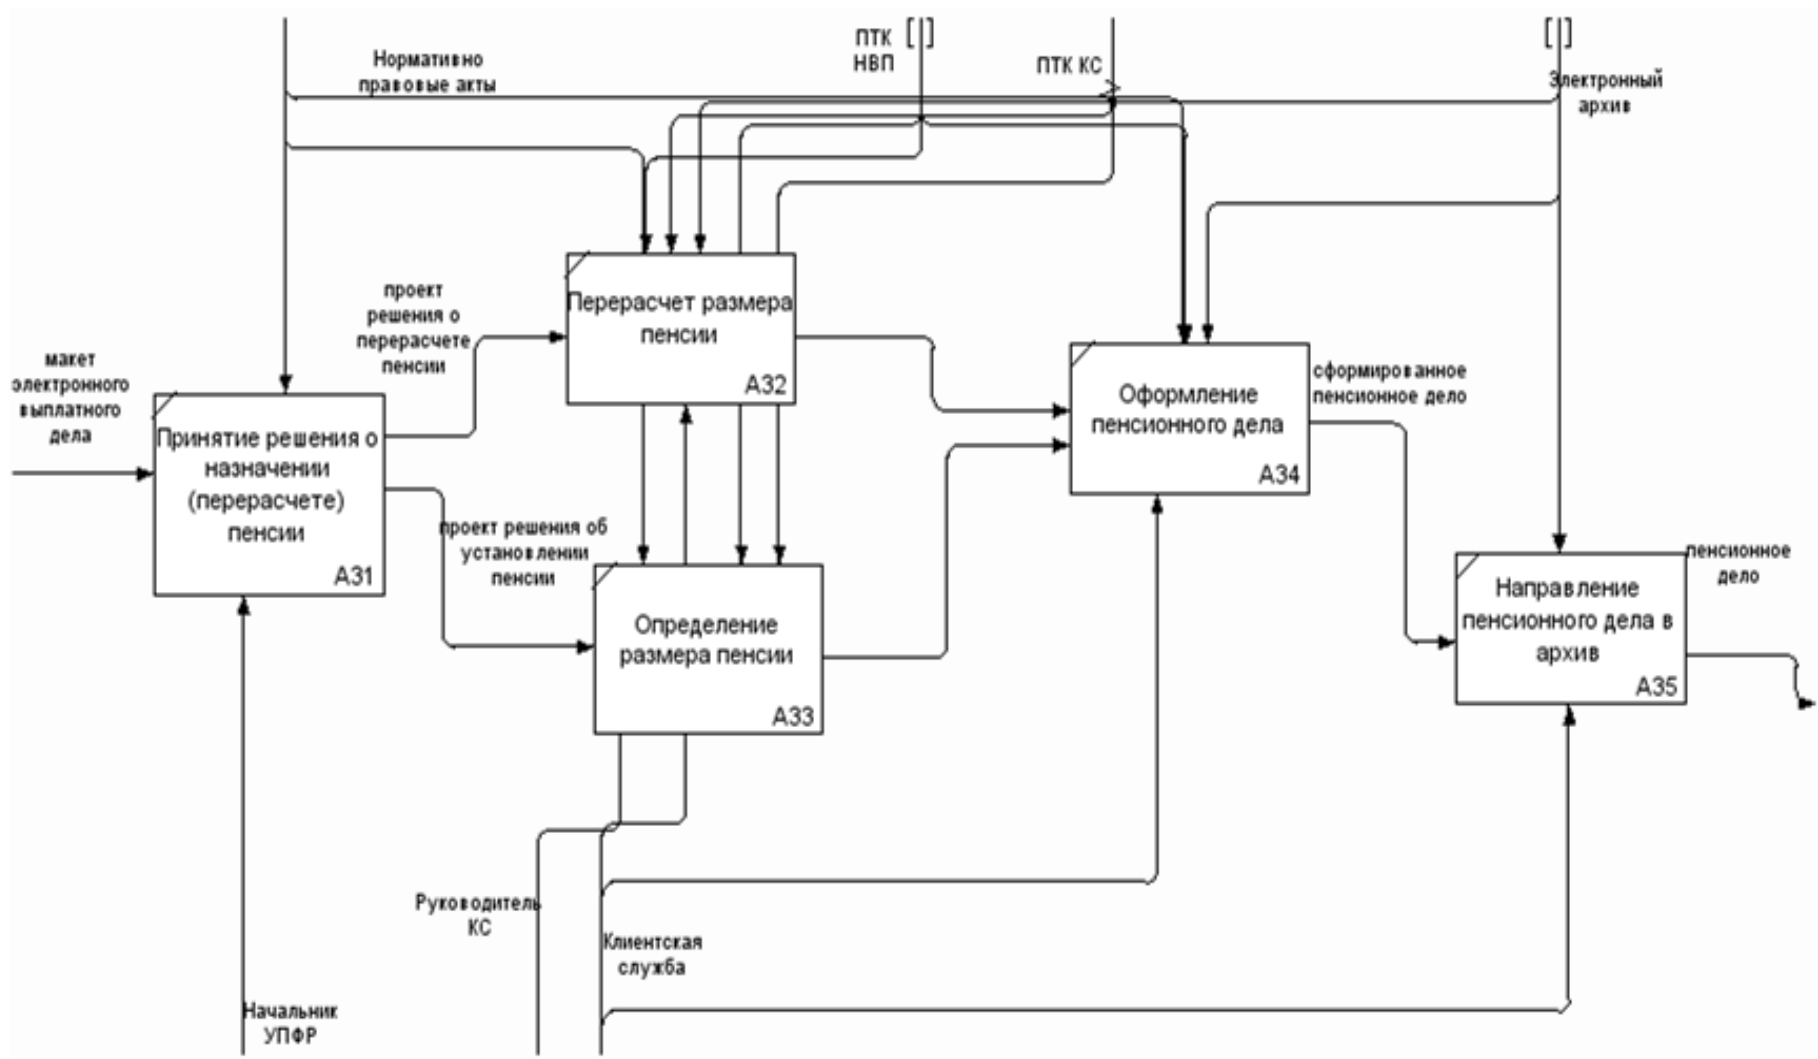 Нормативно
правовые акты
ПТК
НВП
ПТК КС
Электронный
архив
проект
решения о
перерасчете
пенсии
Перерасчет размера
пенсии
А32
макет
электронного
выплатного
дела
Принятие решения о
назначении
(перерасчете)
пенсии
А31
Оформление
пенсионного дела
А34
сформированное
пенсионное дело
проект решения об
установлении
пенсии
Определение
размера пенсии
А33
Направление
пенсионного дела в
архив
А35
пенсионное
дело
Руководитель
КС
Клиентская
служба
Начальник
УПФР